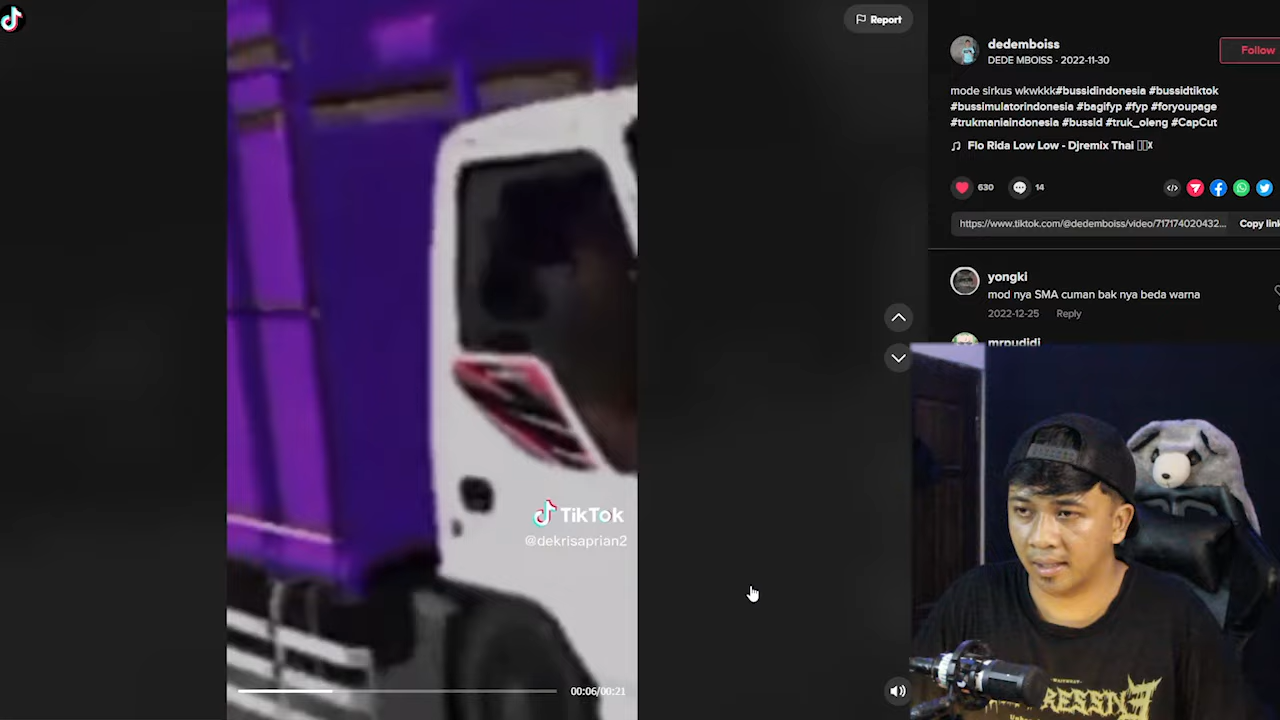 Report
dedemboiss
DEDE MBOISS · 2022-11-30
Follow
mode sirkus wkwkkk#bussidindonesia #bussidtiktok
#bussimulatorindonesia #bagifyp #fyp #foryoupage
#trukmaniaindonesia #bussid #truk_oleng #CapCut
Flo Rida Low Low - Djremix Thai
630
14
https://www.tiktok.com/@dedemboiss/video/717174020432...
Copy link
yongki
mod nya SMA cuman bak nya beda warna
2022-12-25
Reply
mrpudidi
TikTok
@dekrisaprian2
00:06/00:21